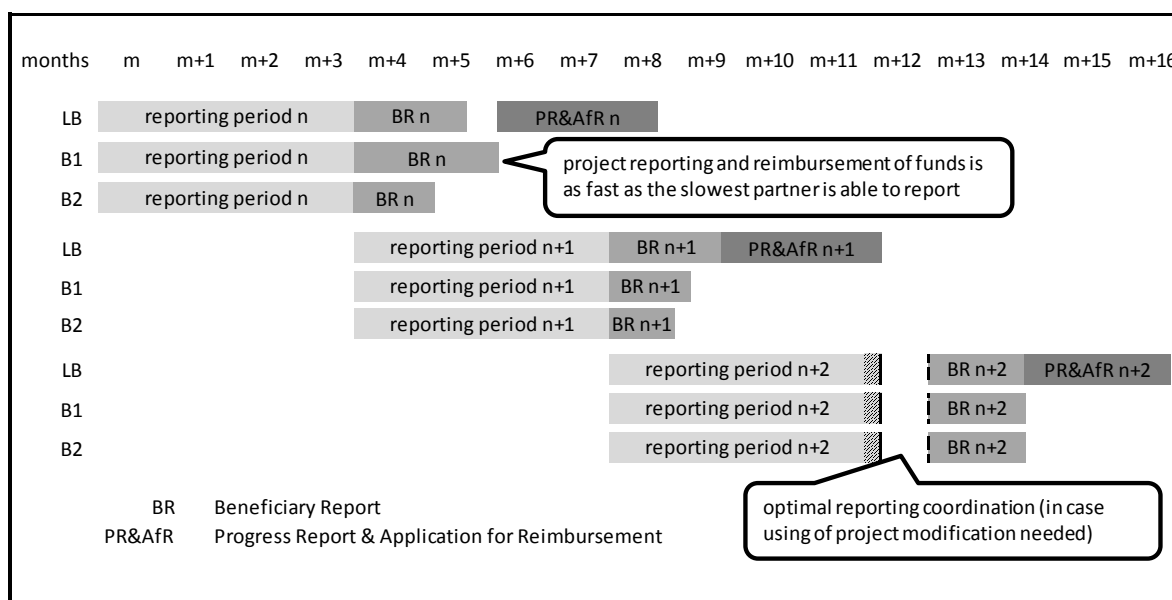 months m m+1 m+2 m+3 m+4 m+5 m+6 m+7 m+8 m+9 m+10 m+11 m+12 m+13 m+14 m+15 m+16
LB reporting period n BR n PR&AfR n
B1 reporting period n BR n
project reporting and reimbursement of funds is
as fast as the slowest partner is able to report
B2 reporting period n BR n
LB reporting period n+1 BR n+1 PR&AfR n+1
B1 reporting period n+1 BR n+1
B2 reporting period n+1 BR n+1
LB reporting period n+2 BR n+2 PR&AfR n+2
B1 reporting period n+2 BR n+2
B2 reporting period n+2 BR n+2
optimal reporting coordination (in case
using of project modification needed)
BR Beneficiary Report
PR&AfR Progress Report & Application for Reimbursement